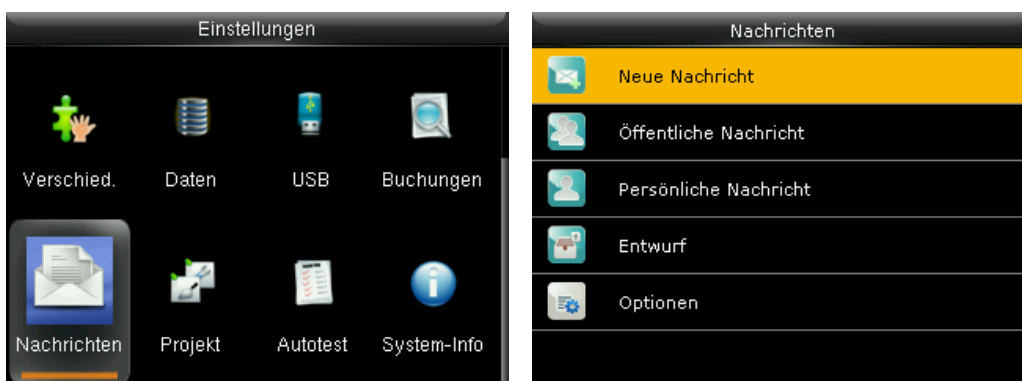 Einstellungen
Verschied. Daten USB Buchungen
Nachrichten Projekt Autotest System-Info
Nachrichten
Neue Nachricht
Öffentliche Nachricht
Persönliche Nachricht
Entwurf
Optionen